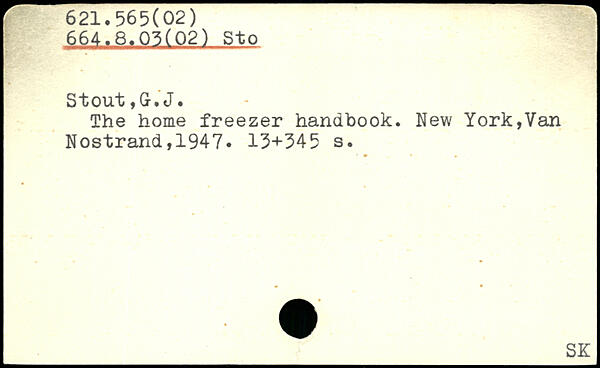 621.565(02)
664.8.03(02) Sto
Stout,G.J.
The home freezer handbook. New York,Van
Nostrand,1947. 13+345 s.
SK